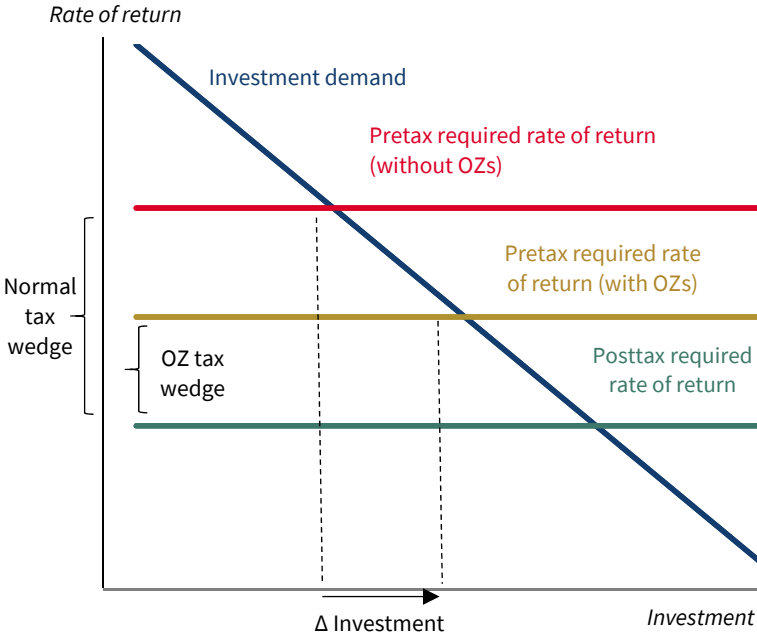 Rate of return
Investment demand
Pretax required rate of return
(without OZs)
Pretax required rate
of return (with OZs)
Normal
tax
wedge
OZ tax
wedge
Posttax required
rate of return
Δ Investment
Investment